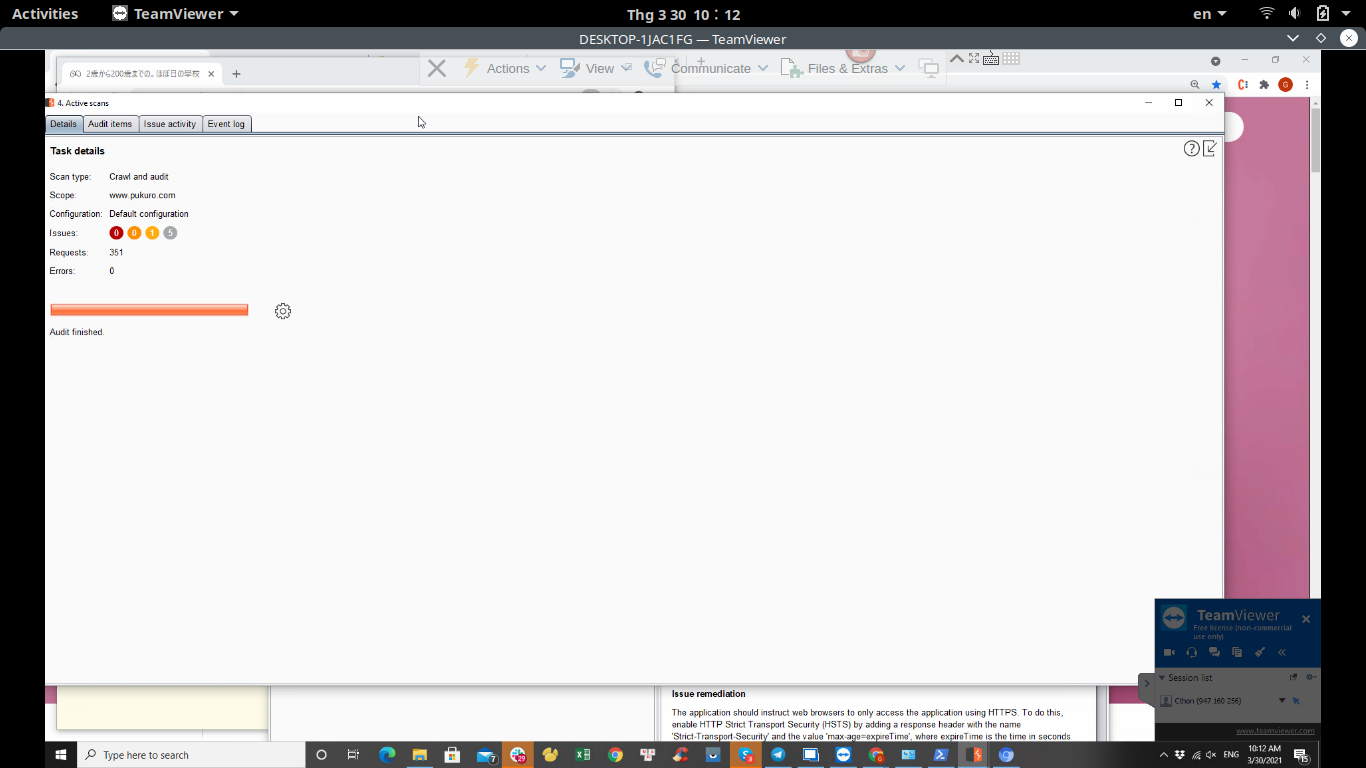 Activities
TeamViewer
Thg 3 30 10:12
en
DESKTOP-1JAC1FG — TeamViewer
2歳から200歳までの。ほぼ日の學校
Actions
View
Communicate
Files & Extras
G
4. Active scans
Details
Audit items
Issue activity
Event log
Task details
Scan type: Crawl and audit
Scope: www.pukuro.com
Configuration: Default configuration
Issues: 0 0 1 5
Requests: 351
Errors: 0
Audit finished.
TeamViewer
Free license (non-commercial
use only)
Session list
Cthon (947 160 256)
www.teamviewer.com
Issue remediation
The application should instruct web browsers to only access the application using HTTPS. To do this,
enable HTTP Strict Transport Security (HSTS) by adding a response header with the name
'Strict-Transport-Security' and the value 'max-age=expireTime', where expireTime is the time in seconds
Type here to search
7
29
ENG
10:12 AM
3/30/2021
15